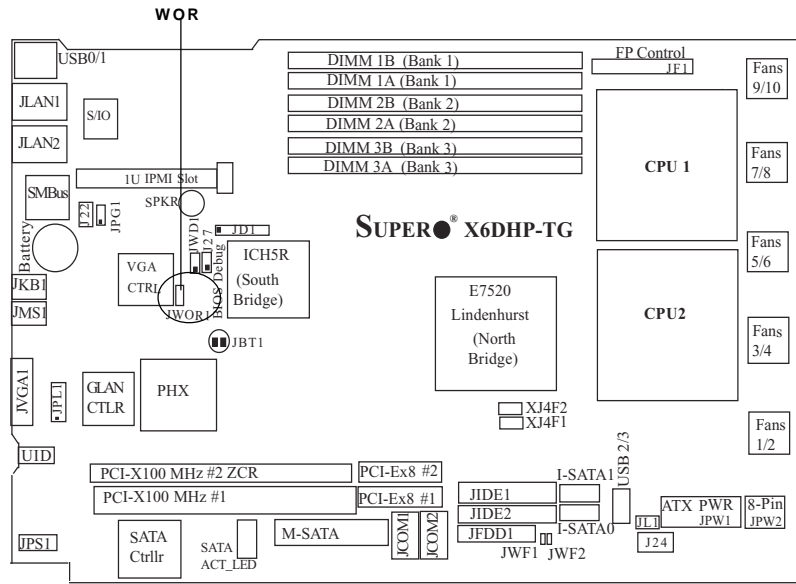 WOR
USB0/1
DIMM 1B (Bank 1)
DIMM 1A (Bank 1)
DIMM 2B (Bank 2)
DIMM 2A (Bank 2)
DIMM 3B (Bank 3)
DIMM 3A (Bank 3)
FP Control
JF1
Fans
9/10
JLAN1
S/IO
JLAN2
CPU 1
Fans
7/8
1U IPMI Slot
SMBus
J22
JPG1
SPKR
SUPER® X6DHP-TG
JWD1
J27
JD1
Battery
VGA
CTRL
BIOS Debug
ICH5R
(South
Bridge)
Fans
5/6
JKB1
JMS1
JWOR1
E7520
Lindenhurst
(North
Bridge)
CPU2
JBT1
Fans
3/4
JVGA1
JPL1
GLAN
CTLR
PHX
XJ4F2
XJ4F1
Fans
1/2
UID
PCI-X100 MHz #2 ZCR
PCI-Ex8 #2
PCI-X100 MHz #1
PCI-Ex8 #1
JIDE1
I-SATA1
USB 2/3
JIDE2
I-SATA0
ATX PWR
JPW1
8-Pin
JPW2
JPS1
SATA
Ctrllr
SATA
ACT_LED
M-SATA
JCOM1
JCOM2
JFDD1
JWF1
JWF2
JL1
J24